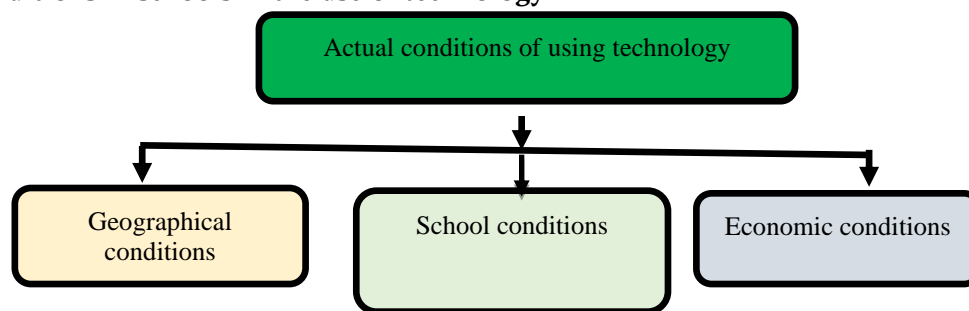 Actual conditions of using technology
Geographical
conditions
School conditions
Economic conditions